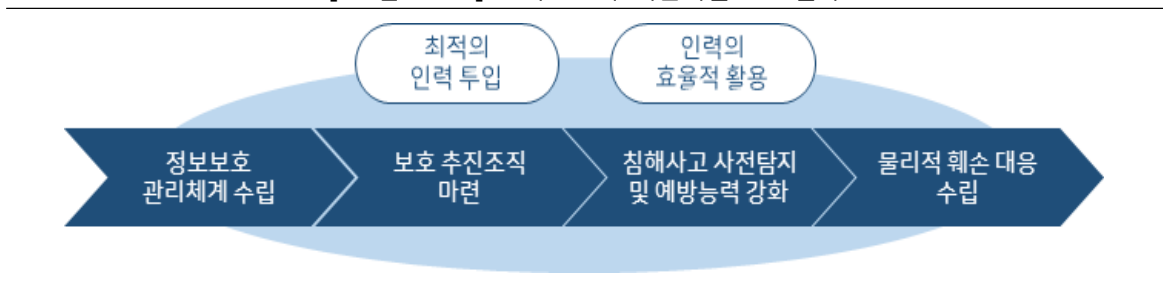 최적의
인력 투입
인력의
효율적 활용
정보보호
관리체계 수립
보호 추진조직
마련
침해사고 사전탐지
및 예방능력 강화
물리적 훼손 대응
수립